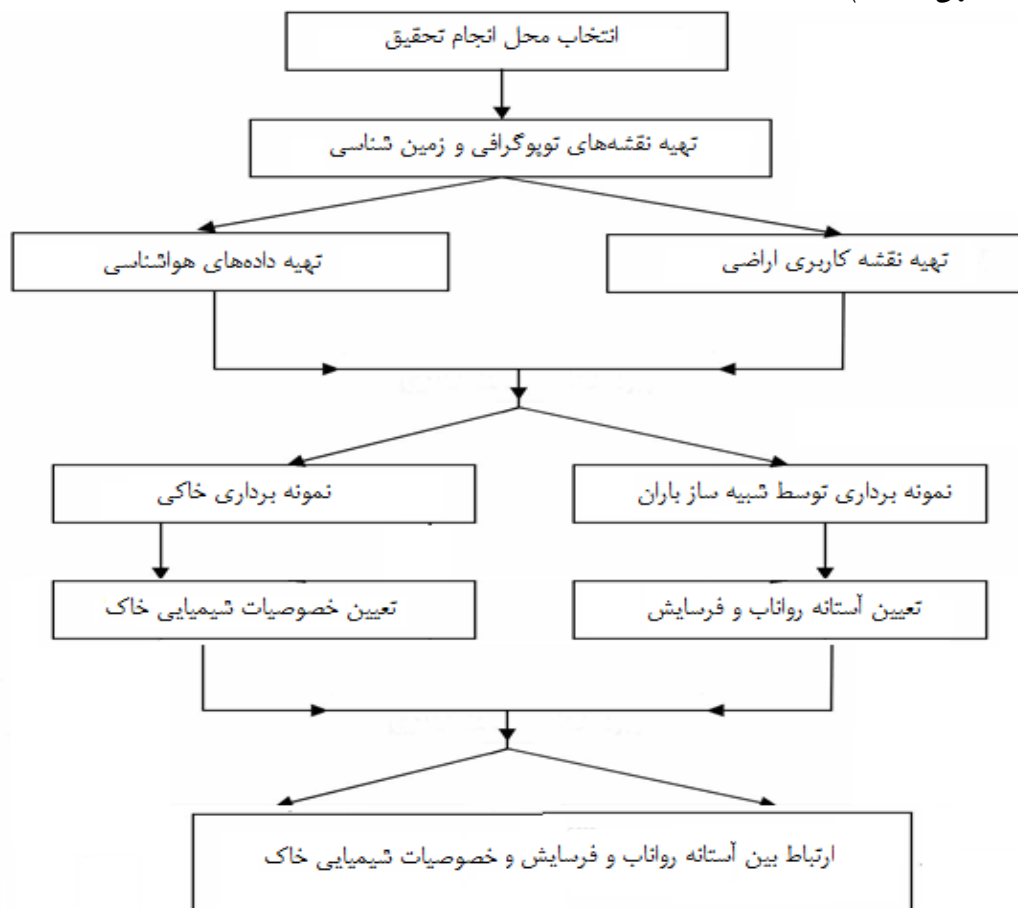 انتخاب محل انجام تحقیق
تهیه نقشه‌های توپوگرافی و زمین شناسی
تهیه نقشه کاربری اراضی
تهیه داده‌های هواشناسی
نمونه برداری توسط شبیه ساز باران
نمونه برداری خاکی
تعیین آستانه رواناب و فرسایش
تعیین خصوصیات شیمیایی خاک
ارتباط بین آستانه رواناب و فرسایش و خصوصیات شیمیایی خاک